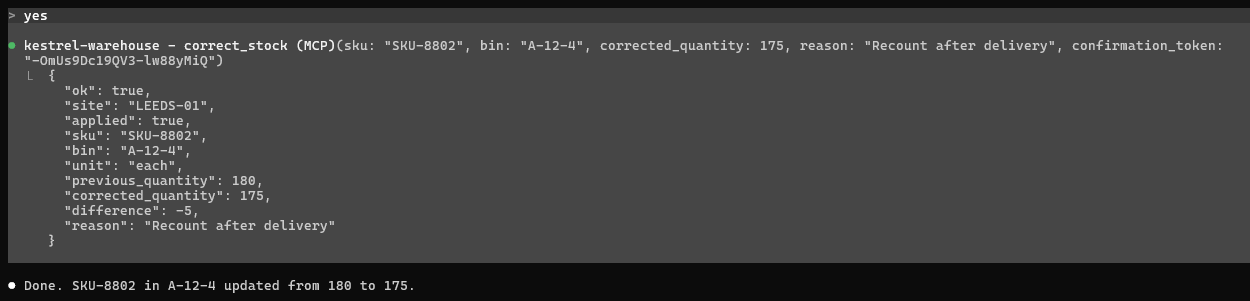 > yes
● kestrel-warehouse - correct_stock (MCP)(sku: "SKU-8802", bin: "A-12-4", corrected_quantity: 175, reason: "Recount after delivery", confirmation_token:
"-OmUs9Dc19QV3-lw88yMiQ")
└ {
"ok": true,
"site": "LEEDS-01",
"applied": true,
"sku": "SKU-8802",
"bin": "A-12-4",
"unit": "each",
"previous_quantity": 180,
"corrected_quantity": 175,
"difference": -5,
"reason": "Recount after delivery"
}
● Done. SKU-8802 in A-12-4 updated from 180 to 175.